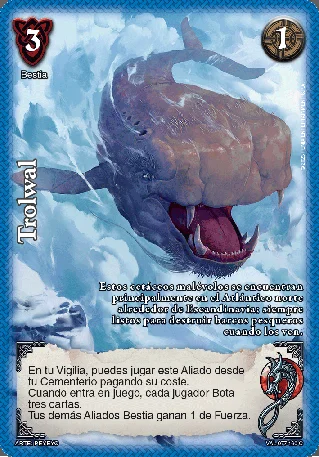 3
1
Bestia
Trolwal
Estos cetáceos malévolos se encuentran
principalmente en el Atlántico norte
alrededor de Escandinavia; siempre
listos para destruir barcos pesqueros
cuando los ven.
En tu Vigilia, puedes jugar este Aliado desde
tu Cementerio pagando su coste.
Cuando entra en juego, cada jugador Bota
tres cartas.
Tus demás Aliados Bestia ganan 1 de Fuerza.